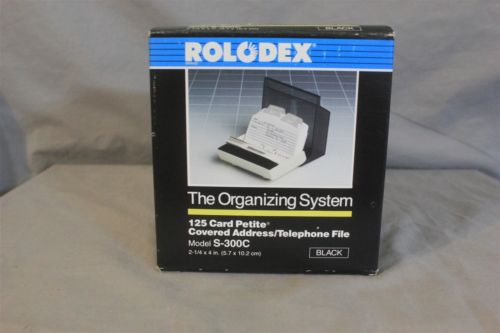 ROLODEX
The Organizing System
125 Card Petite®
Covered Address/Telephone File
Model S-300C
2-1/4 x 4 in. (5.7 x 10.2 cm)
BLACK